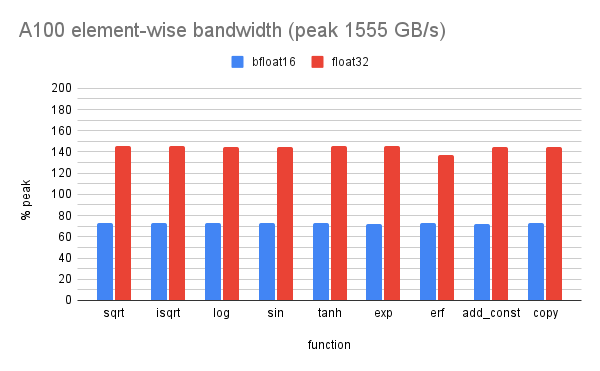 A100 element-wise bandwidth (peak 1555 GB/s)
bfloat16 float32
200
180
160
140
120
100
80
60
40
20
0
% peak
sqrt isqrt log sin tanh exp erf add_const copy
function